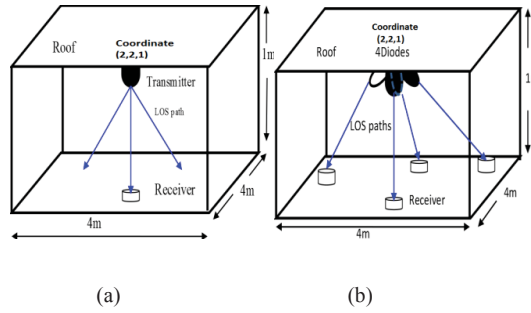 Roof
Coordinate
(2,2,1)
Transmitter
LOS path
Receiver
1m
4m
4m
(a)
Coordinate
(2,2,1)
4Diodes
Roof
LOS paths
Receiver
1
4m
4m
(b)